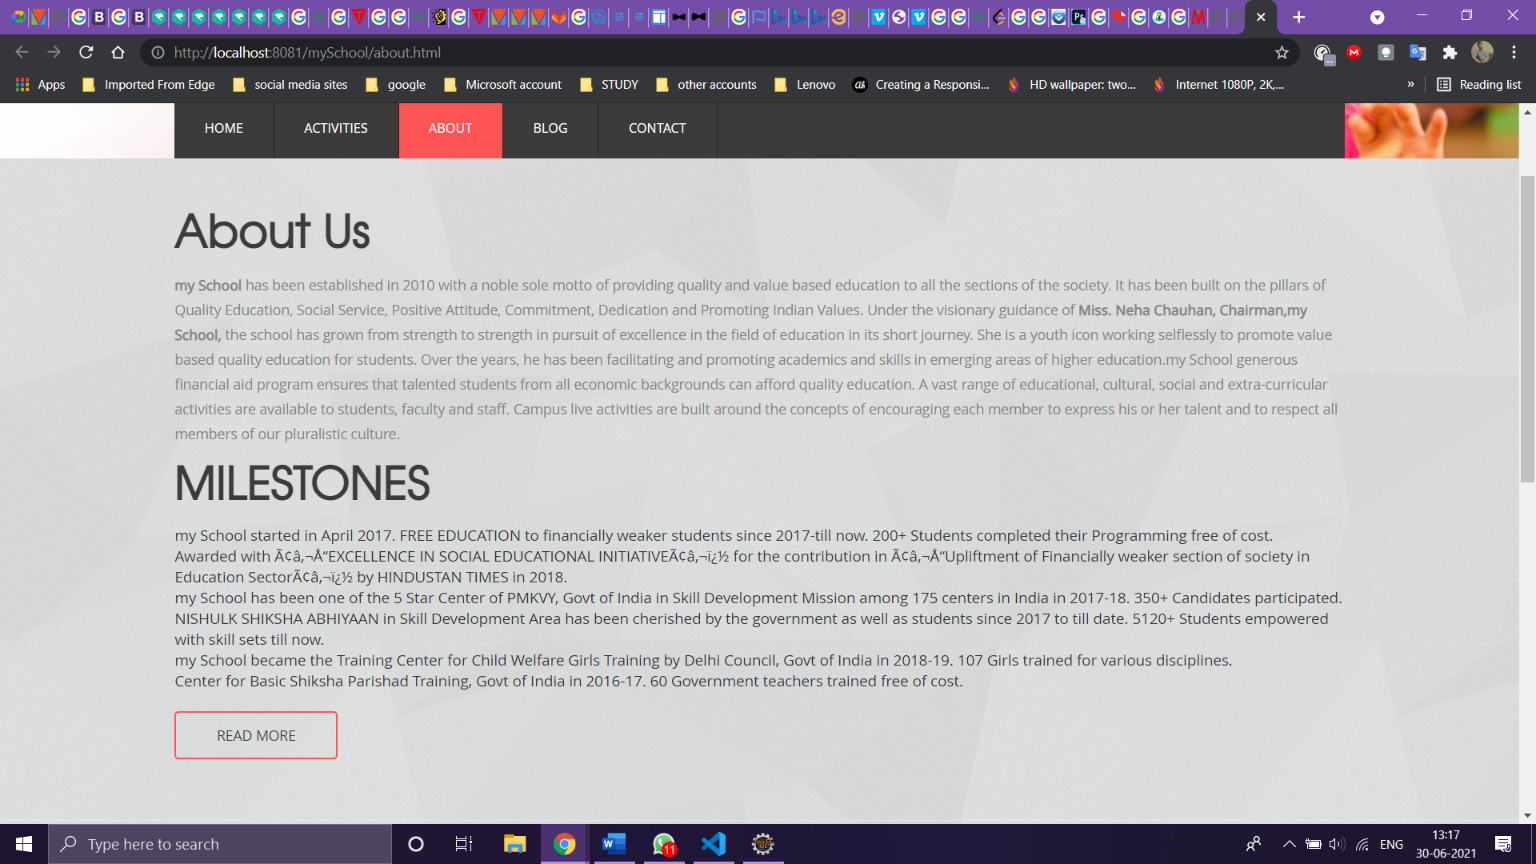 http://localhost:8081/mySchool/about.html
Apps Imported From Edge social media sites google Microsoft account STUDY other accounts Lenovo Creating a Responsi... HD wallpaper: two... Internet 1080P, 2K,... » Reading list
HOME ACTIVITIES ABOUT BLOG CONTACT
About Us
my School has been established in 2010 with a noble sole motto of providing quality and value based education to all the sections of the society. It has been built on the pillars of
Quality Education, Social Service, Positive Attitude, Commitment, Dedication and Promoting Indian Values. Under the visionary guidance of Miss. Neha Chauhan, Chairman,my
School, the school has grown from strength to strength in pursuit of excellence in the field of education in its short journey. She is a youth icon working selflessly to promote value
based quality education for students. Over the years, he has been facilitating and promoting academics and skills in emerging areas of higher education.my School generous
financial aid program ensures that talented students from all economic backgrounds can afford quality education. A vast range of educational, cultural, social and extra-curricular
activities are available to students, faculty and staff. Campus live activities are built around the concepts of encouraging each member to express his or her talent and to respect all
members of our pluralistic culture.
MILESTONES
my School started in April 2017. FREE EDUCATION to financially weaker students since 2017-till now. 200+ Students completed their Programming free of cost.
Awarded with Ã¢â‚¬Å“EXCELLENCE IN SOCIAL EDUCATIONAL INITIATIVEÃ¢â‚¬ï¿½ for the contribution in Ã¢â‚¬Å“Upliftment of Financially weaker section of society in
Education SectorÃ¢â‚¬ï¿½ by HINDUSTAN TIMES in 2018.
my School has been one of the 5 Star Center of PMKVY, Govt of India in Skill Development Mission among 175 centers in India in 2017-18. 350+ Candidates participated.
NISHULK SHIKSHA ABHIYAAN in Skill Development Area has been cherished by the government as well as students since 2017 to till date. 5120+ Students empowered
with skill sets till now.
my School became the Training Center for Child Welfare Girls Training by Delhi Council, Govt of India in 2018-19. 107 Girls trained for various disciplines.
Center for Basic Shiksha Parishad Training, Govt of India in 2016-17. 60 Government teachers trained free of cost.
READ MORE
Type here to search 11 ENG 13:17
30-06-2021